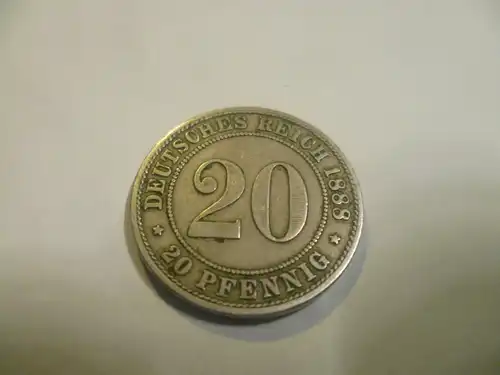 DEUTSCHES REICH 1888
20
20 PFENNIG